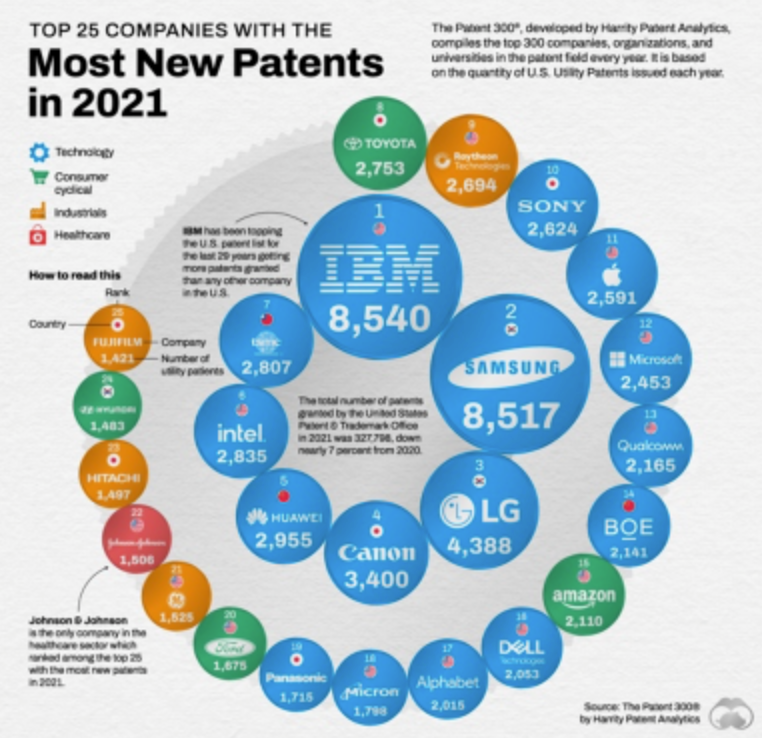 TOP 25 COMPANIES WITH THE
Most New Patents
in 2021
The Patent 300®, developed by Harrity Patent Analytics,
compiles the top 300 companies, organizations, and
universities in the patent field every year. It is based
on the quantity of U.S. Utility Patents issued each year.
Technology
Consumer
cyclical
Industrials
Healthcare
How to read this
Rank
Country
Company
Number of
utility patients
IBM has been topping
the U.S. patent list for
the last 29 years getting
more patents granted
than any other company
in the U.S.
The total number of patents
granted by the United States
Patent & Trademark Office
in 2021 was 327,798, down
nearly 7 percent from 2020.
1
IBM
8,540
2
SAMSUNG
8,517
3
LG
4,388
4
Canon
3,400
5
HUAWEI
2,955
6
intel
2,835
7
tsmc
2,807
8
TOYOTA
2,753
9
Raytheon
Technologies
2,694
10
SONY
2,624
11
2,591
12
Microsoft
2,453
13
Qualcomm
2,165
14
BOE
2,141
15
amazon
2,110
16
DELL
Technologies
2,053
17
Alphabet
2,015
18
Micron
1,798
19
Panasonic
1,715
20
Ford
1,675
21
GE
1,525
22
Johnson & Johnson
1,506
23
HITACHI
1,497
24
HYUNDAI
1,483
25
FUJIFILM
1,421
Johnson & Johnson
is the only company in the
healthcare sector which
ranked among the top 25
with the most new patents
in 2021.
Source: The Patent 300®
by Harrity Patent Analytics